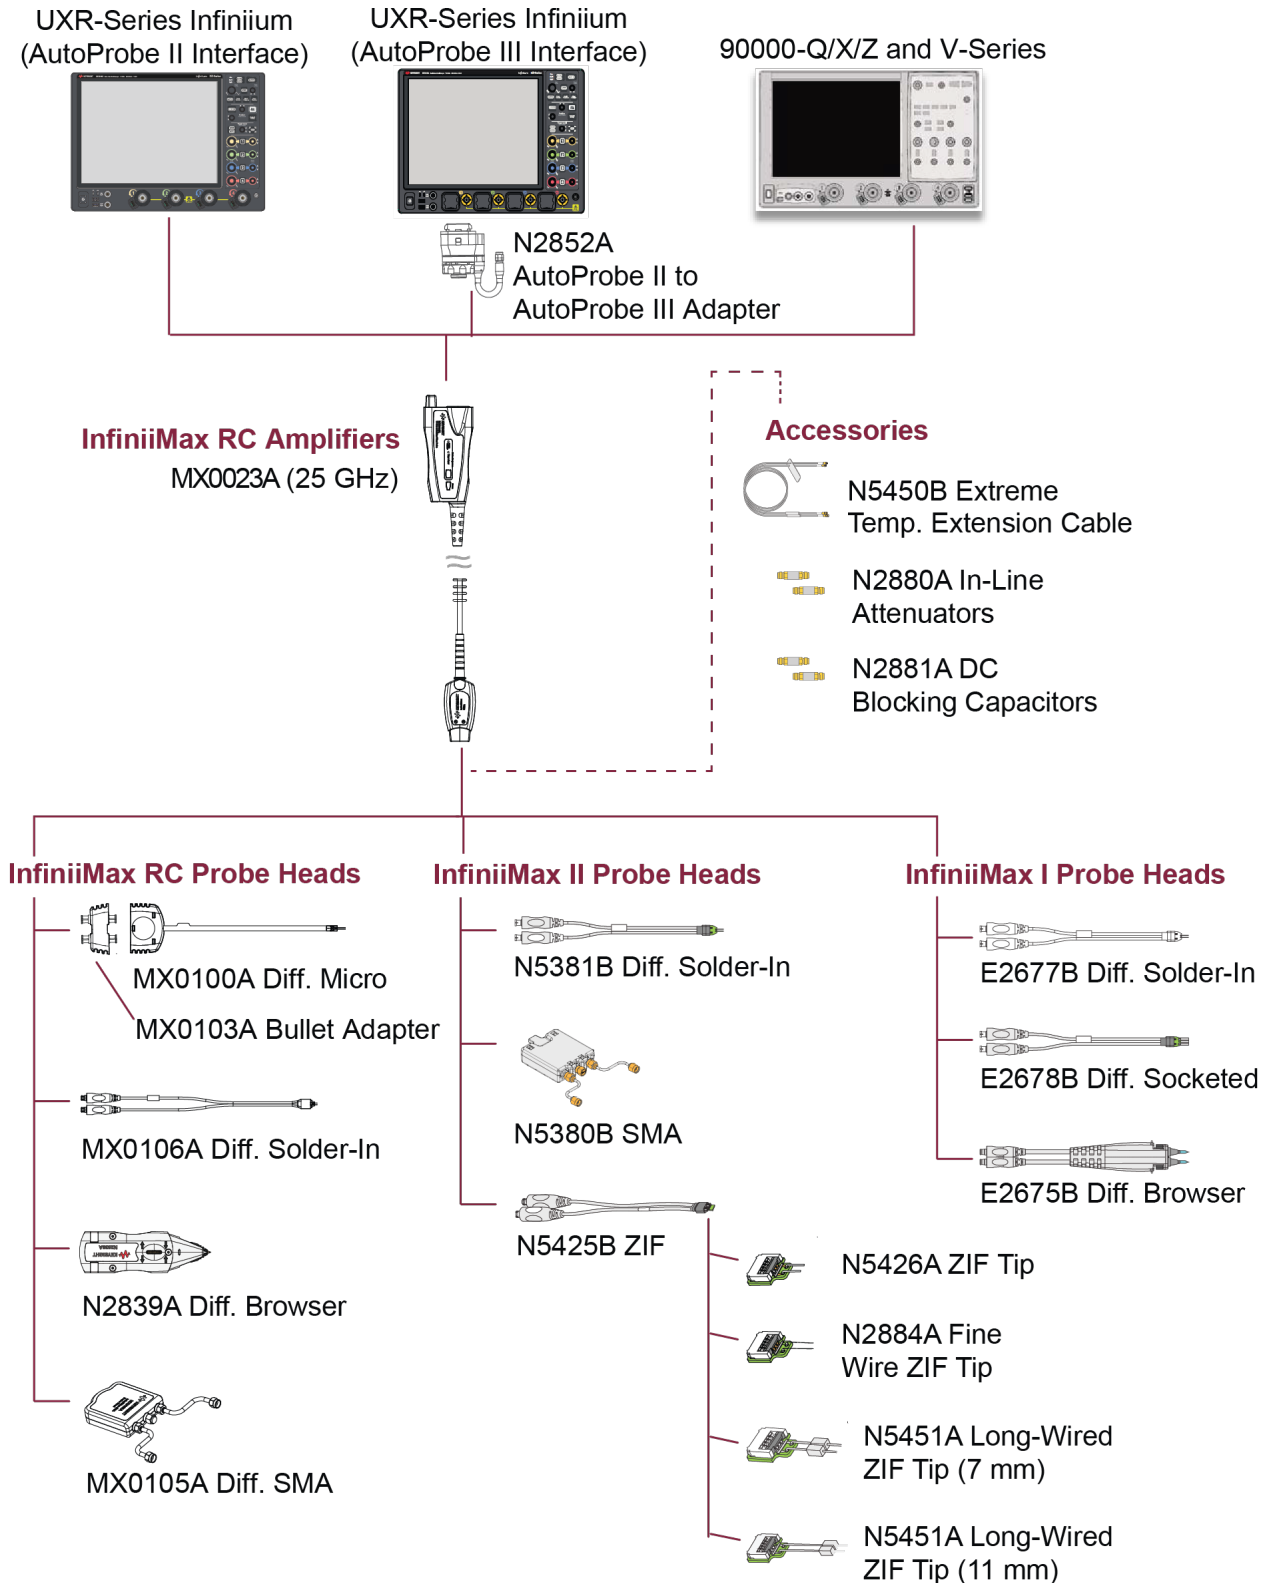 UXR-Series Infiniium
(AutoProbe II Interface)
UXR-Series Infiniium
(AutoProbe III Interface)
90000-Q/X/Z and V-Series
N2852A
AutoProbe II to
AutoProbe III Adapter
InfiniiMax RC Amplifiers
MX0023A (25 GHz)
Accessories
N5450B Extreme
Temp. Extension Cable
N2880A In-Line
Attenuators
N2881A DC
Blocking Capacitors
InfiniiMax RC Probe Heads
MX0100A Diff. Micro
MX0103A Bullet Adapter
MX0106A Diff. Solder-In
KEYSIGHT
N2839A Diff. Browser
MX0105A Diff. SMA
InfiniiMax II Probe Heads
N5381B Diff. Solder-In
N5380B SMA
N5425B ZIF
N5426A ZIF Tip
N2884A Fine
Wire ZIF Tip
N5451A Long-Wired
ZIF Tip (7 mm)
N5451A Long-Wired
ZIF Tip (11 mm)
InfiniiMax I Probe Heads
E2677B Diff. Solder-In
E2678B Diff. Socketed
E2675B Diff. Browser